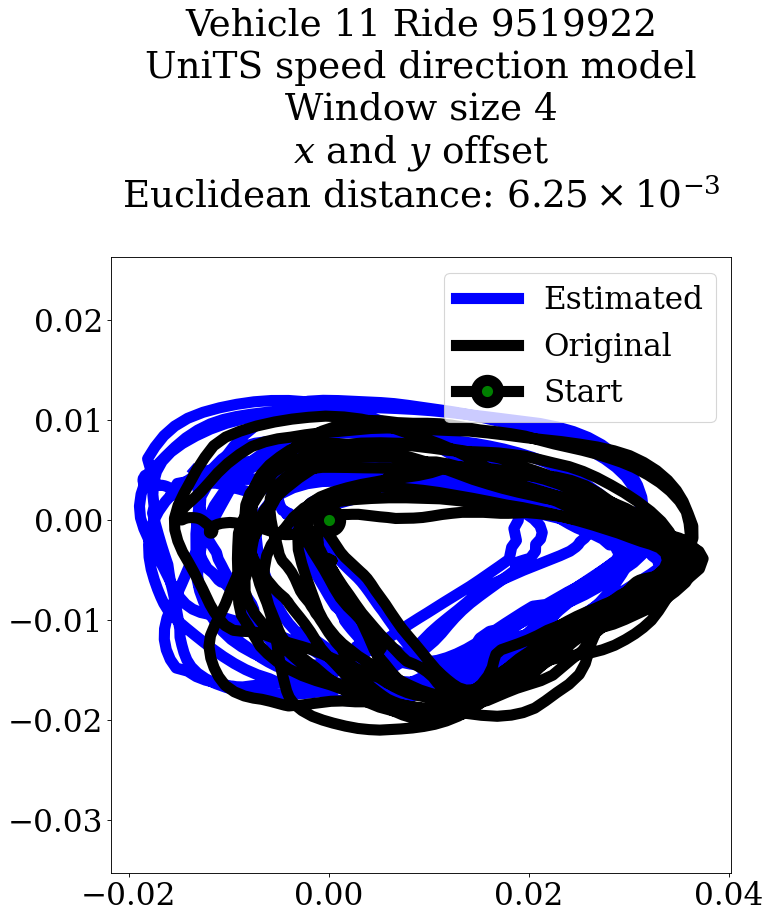 Vehicle 11 Ride 9519922
UniTS speed direction model
Window size 4
x and y offset
Euclidean distance: 6.25 × 10⁻³
Estimated
Original
Start
0.02
0.01
0.00
−0.01
−0.02
−0.03
−0.02 0.00 0.02 0.04